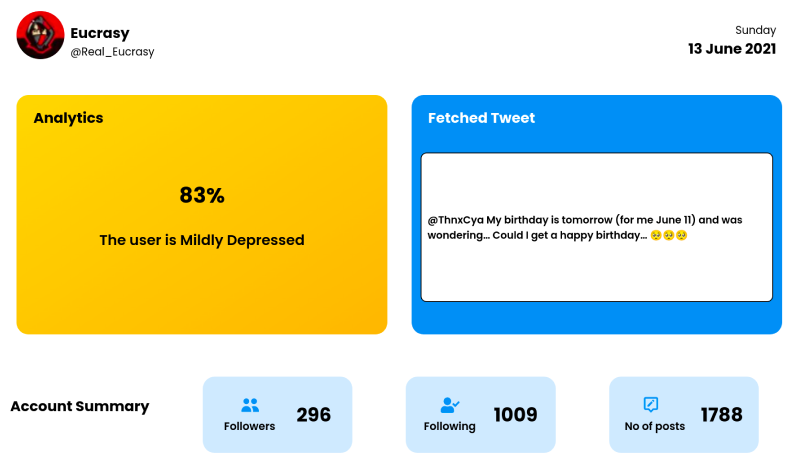 Eucrasy
@Real_Eucrasy
Sunday
13 June 2021
Analytics
83%
The user is Mildly Depressed
Fetched Tweet
@ThnxCya My birthday is tomorrow (for me June 11) and was
wondering... Could I get a happy birthday... 🥺🥺🥺
Account Summary
Followers
296
Following
1009
No of posts
1788